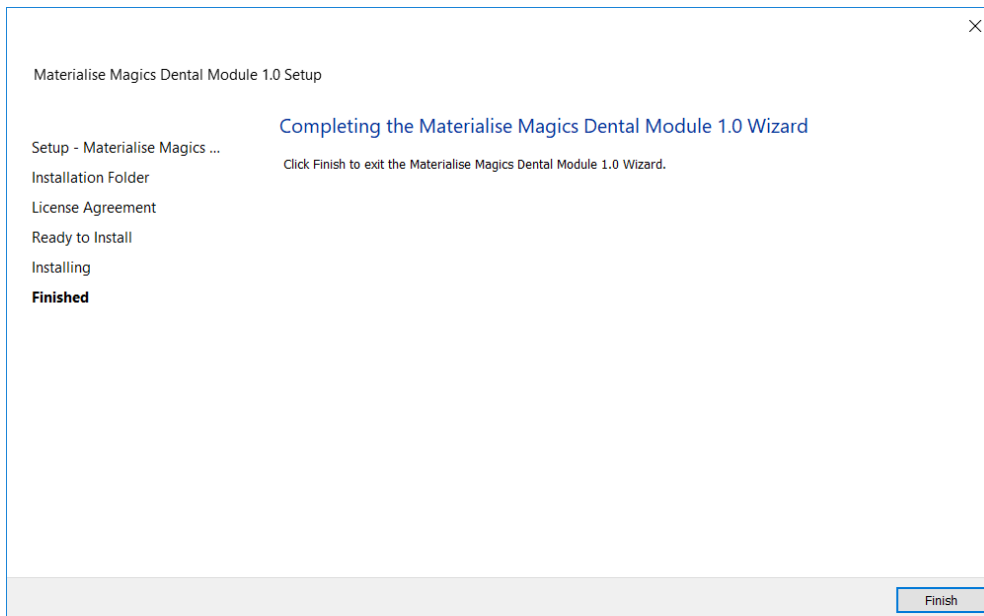 Materialise Magics Dental Module 1.0 Setup
Setup - Materialise Magics ...
Installation Folder
License Agreement
Ready to Install
Installing
Finished
Completing the Materialise Magics Dental Module 1.0 Wizard
Click Finish to exit the Materialise Magics Dental Module 1.0 Wizard.
Finish